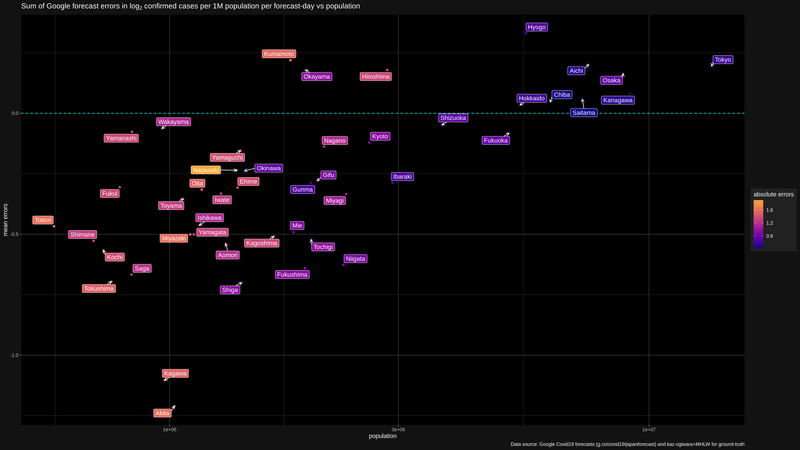 Sum of Google forecast errors in log₂ confirmed cases per 1M population per forecast-day vs population
Hyogo
Kumamoto
Tokyo
Aichi
Okayama
Hiroshima
Osaka
Chiba
Hokkaido
Kanagawa
0.0
Saitama
Shizuoka
Wakayama
Yamanashi
Kyoto
Nagano
Fukuoka
Yamaguchi
Nagasaki
Okinawa
Gifu
Ibaraki
Oita
Ehime
Gunma
absolute errors
1.6
1.2
0.8
Fukui
Iwate
Miyagi
Toyama
mean errors
Tottori
Ishikawa
Mie
Shimane
Miyazaki
Yamagata
-0.5
Kagoshima
Tochigi
Kochi
Aomori
Niigata
Saga
Fukushima
Tokushima
Shiga
-1.0
Kagawa
Akita
1e+06
3e+06
1e+07
population
Data source: Google Covid19 forecasts (g.co/covid19/japanforecast) and kaz-ogiwara+MHLW for ground-truth